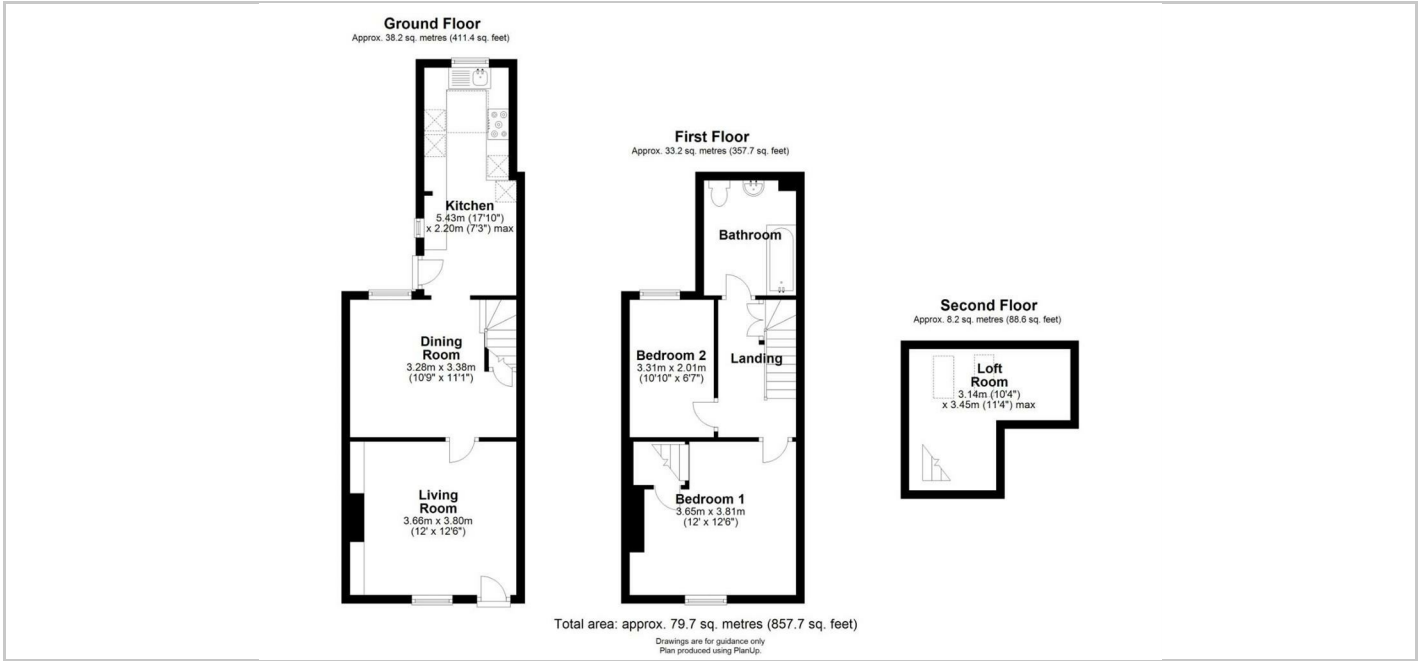 Ground Floor
Approx. 38.2 sq. metres (411.4 sq. feet)
Kitchen
5.43m (17'10")
x 2.20m (7'3") max
Dining
Room
3.28m x 3.38m
(10'9" x 11'1")
Living
Room
3.66m x 3.80m
(12' x 12'6")
First Floor
Approx. 33.2 sq. metres (357.7 sq. feet)
Bathroom
Bedroom 2
3.31m x 2.01m
(10'10" x 6'7")
Landing
Bedroom 1
3.65m x 3.81m
(12' x 12'6")
Second Floor
Approx. 8.2 sq. metres (88.6 sq. feet)
Loft
Room
3.14m (10'4")
x 3.45m (11'4") max
Total area: approx. 79.7 sq. metres (857.7 sq. feet)
Drawings are for guidance only
Plan produced using PlanUp.